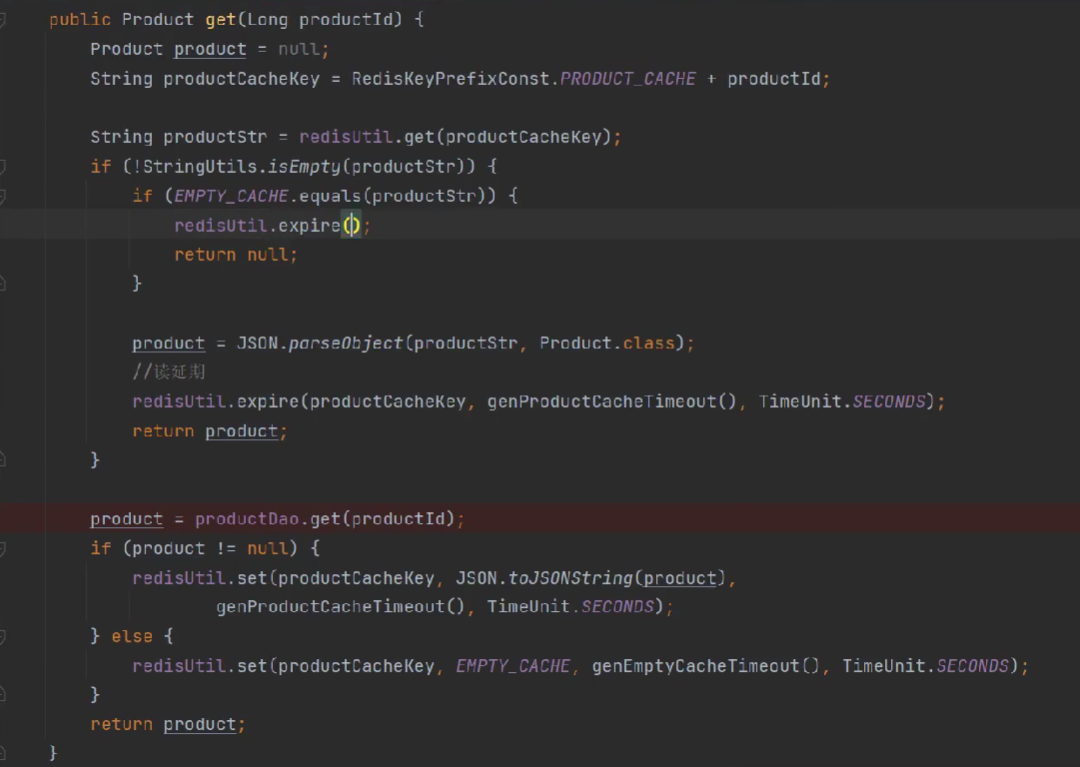 public Product get(Long productId) {
Product product = null;
String productCacheKey = RedisKeyPrefixConst.PRODUCT_CACHE + productId;
String productStr = redisUtil.get(productCacheKey);
if (!StringUtils.isEmpty(productStr)) {
if (EMPTY_CACHE.equals(productStr)) {
redisUtil.expire();
return null;
}
product = JSON.parseObject(productStr, Product.class);
//读延期
redisUtil.expire(productCacheKey, genProductCacheTimeout(), TimeUnit.SECONDS);
return product;
}
product = productDao.get(productId);
if (product != null) {
redisUtil.set(productCacheKey, JSON.toJSONString(product),
genProductCacheTimeout(), TimeUnit.SECONDS);
} else {
redisUtil.set(productCacheKey, EMPTY_CACHE, genEmptyCacheTimeout(), TimeUnit.SECONDS);
}
return product;
}